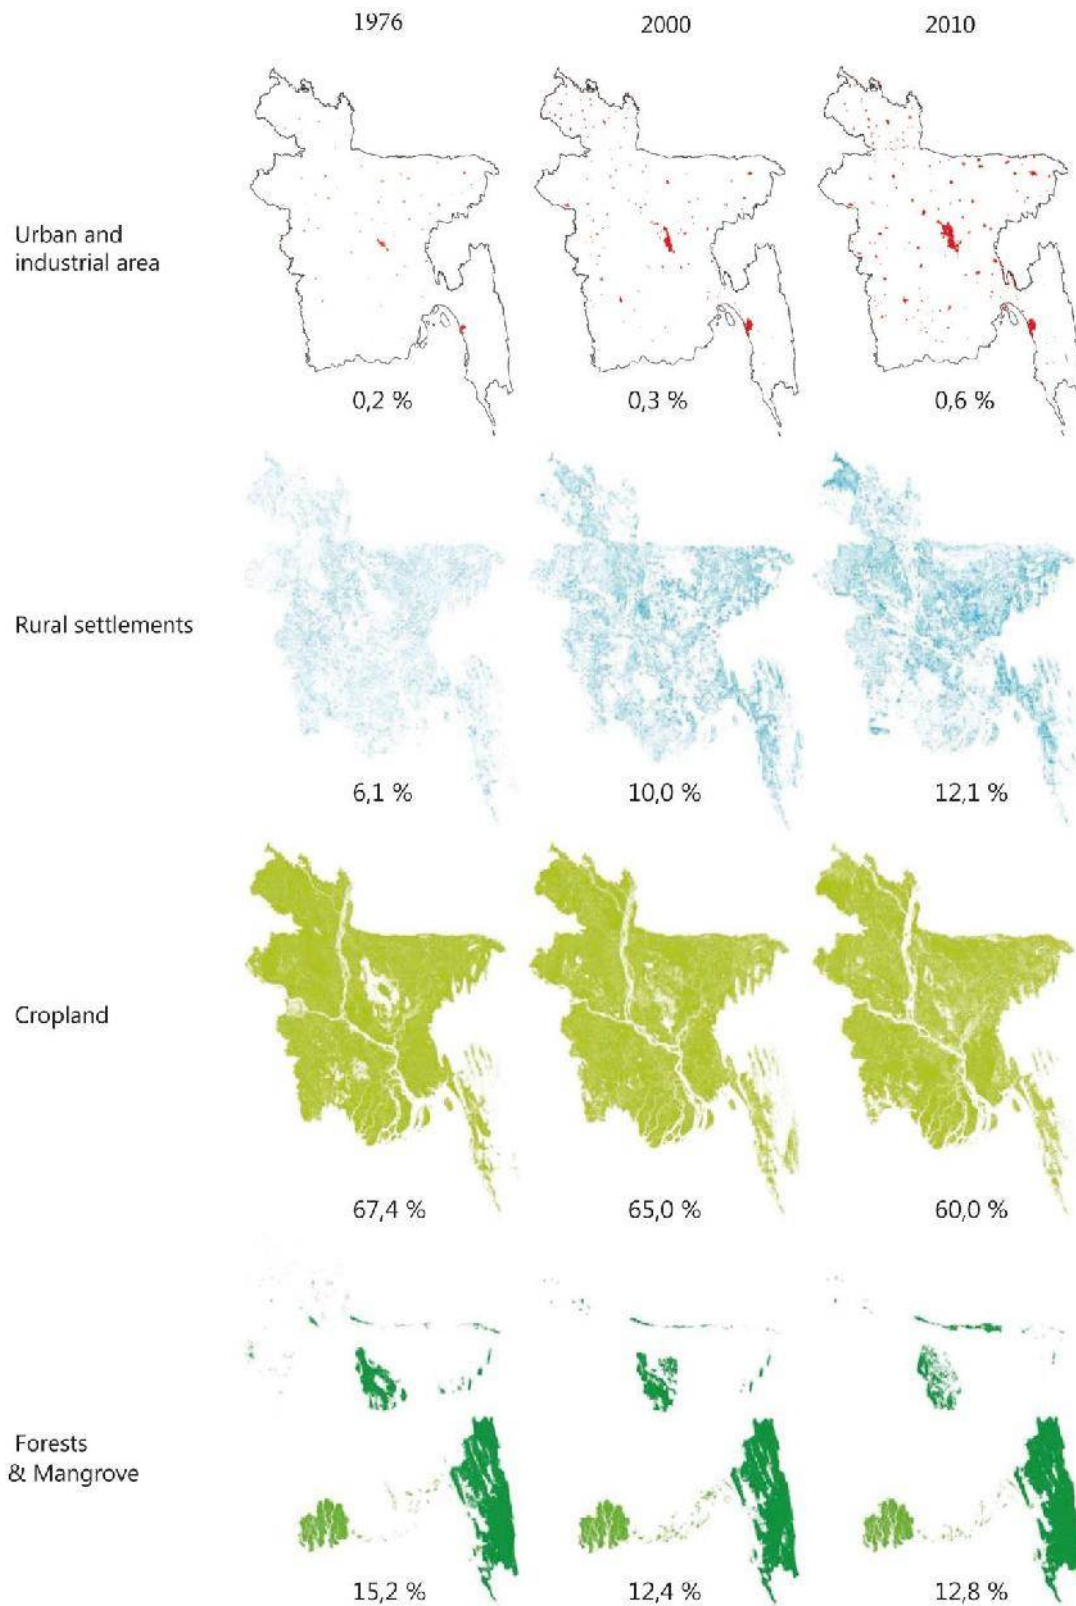 1976
2000
2010
Urban and
industrial area
0,2 %
0,3 %
0,6 %
Rural settlements
6,1 %
10,0 %
12,1 %
Cropland
67,4 %
65,0 %
60,0 %
Forests
& Mangrove
15,2 %
12,4 %
12,8 %